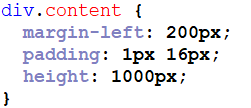 div.content {
  margin-left: 200px;
  padding: 1px 16px;
  height: 1000px;
}